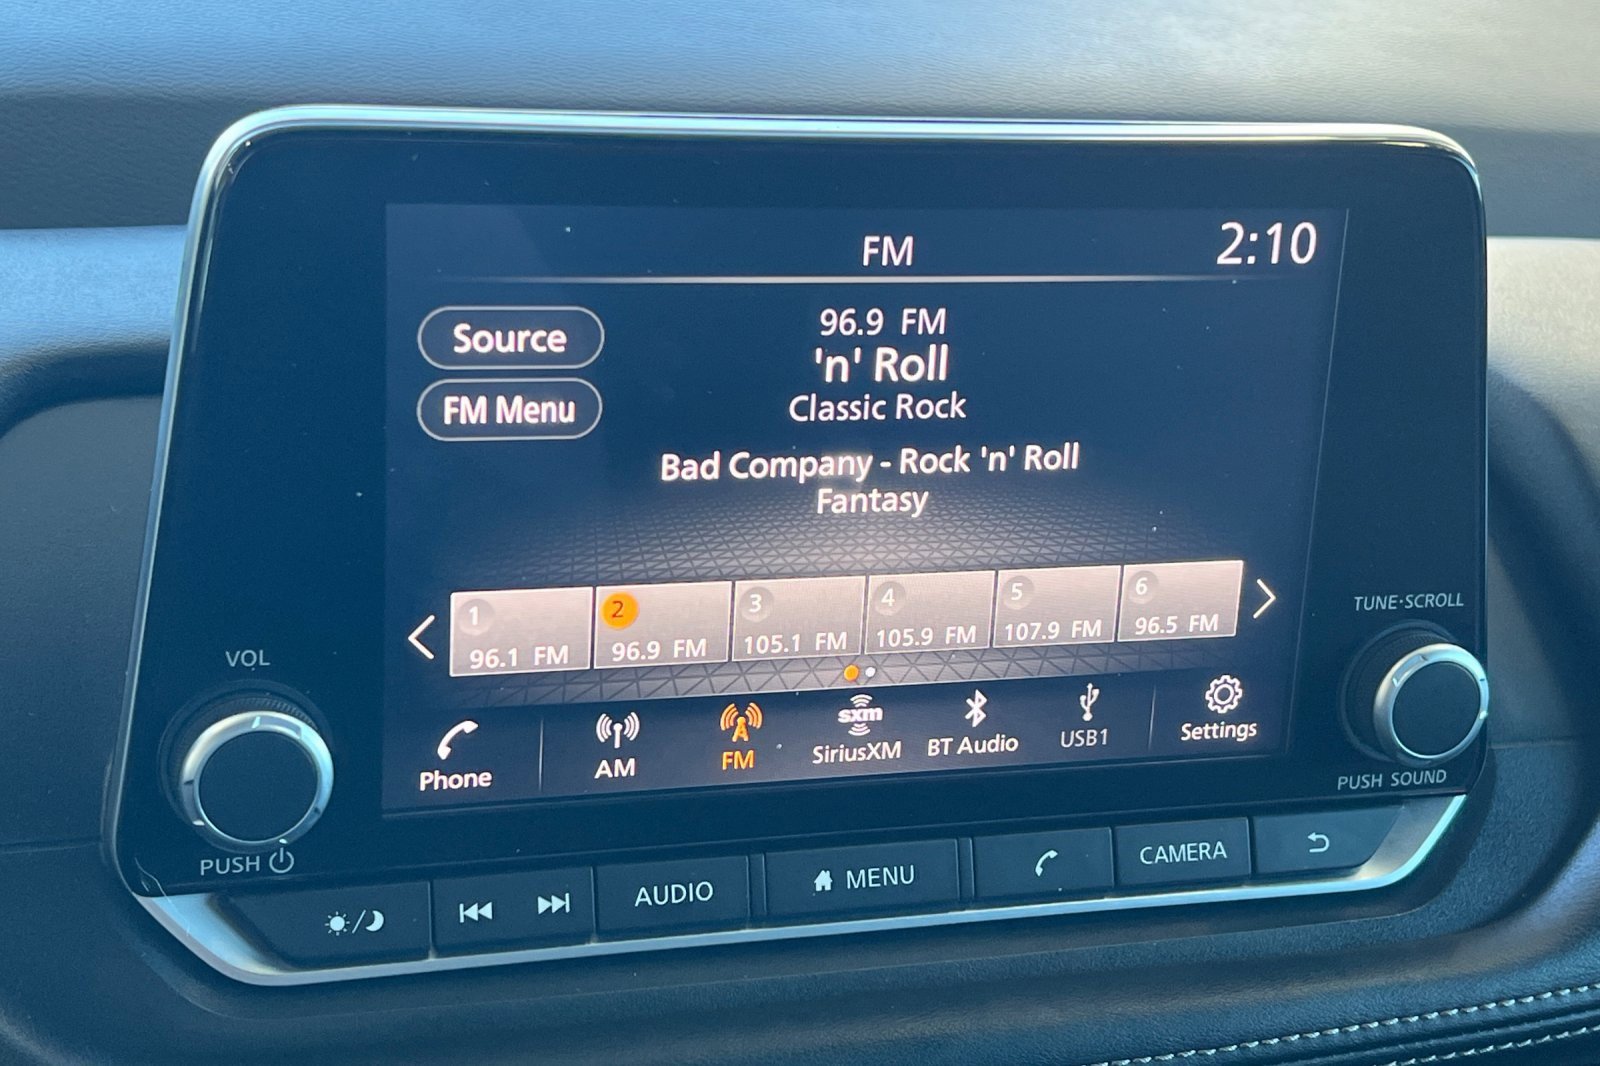 FM
2:10
Source
FM Menu
96.9 FM
'n' Roll
Classic Rock
Bad Company - Rock 'n' Roll
Fantasy
1
96.1 FM
2
96.9 FM
3
105.1 FM
4
105.9 FM
5
107.9 FM
6
96.5 FM
Phone
AM
FM
sxm
SiriusXM
BT Audio
USB1
Settings
VOL
PUSH
TUNE·SCROLL
PUSH SOUND
AUDIO
MENU
CAMERA